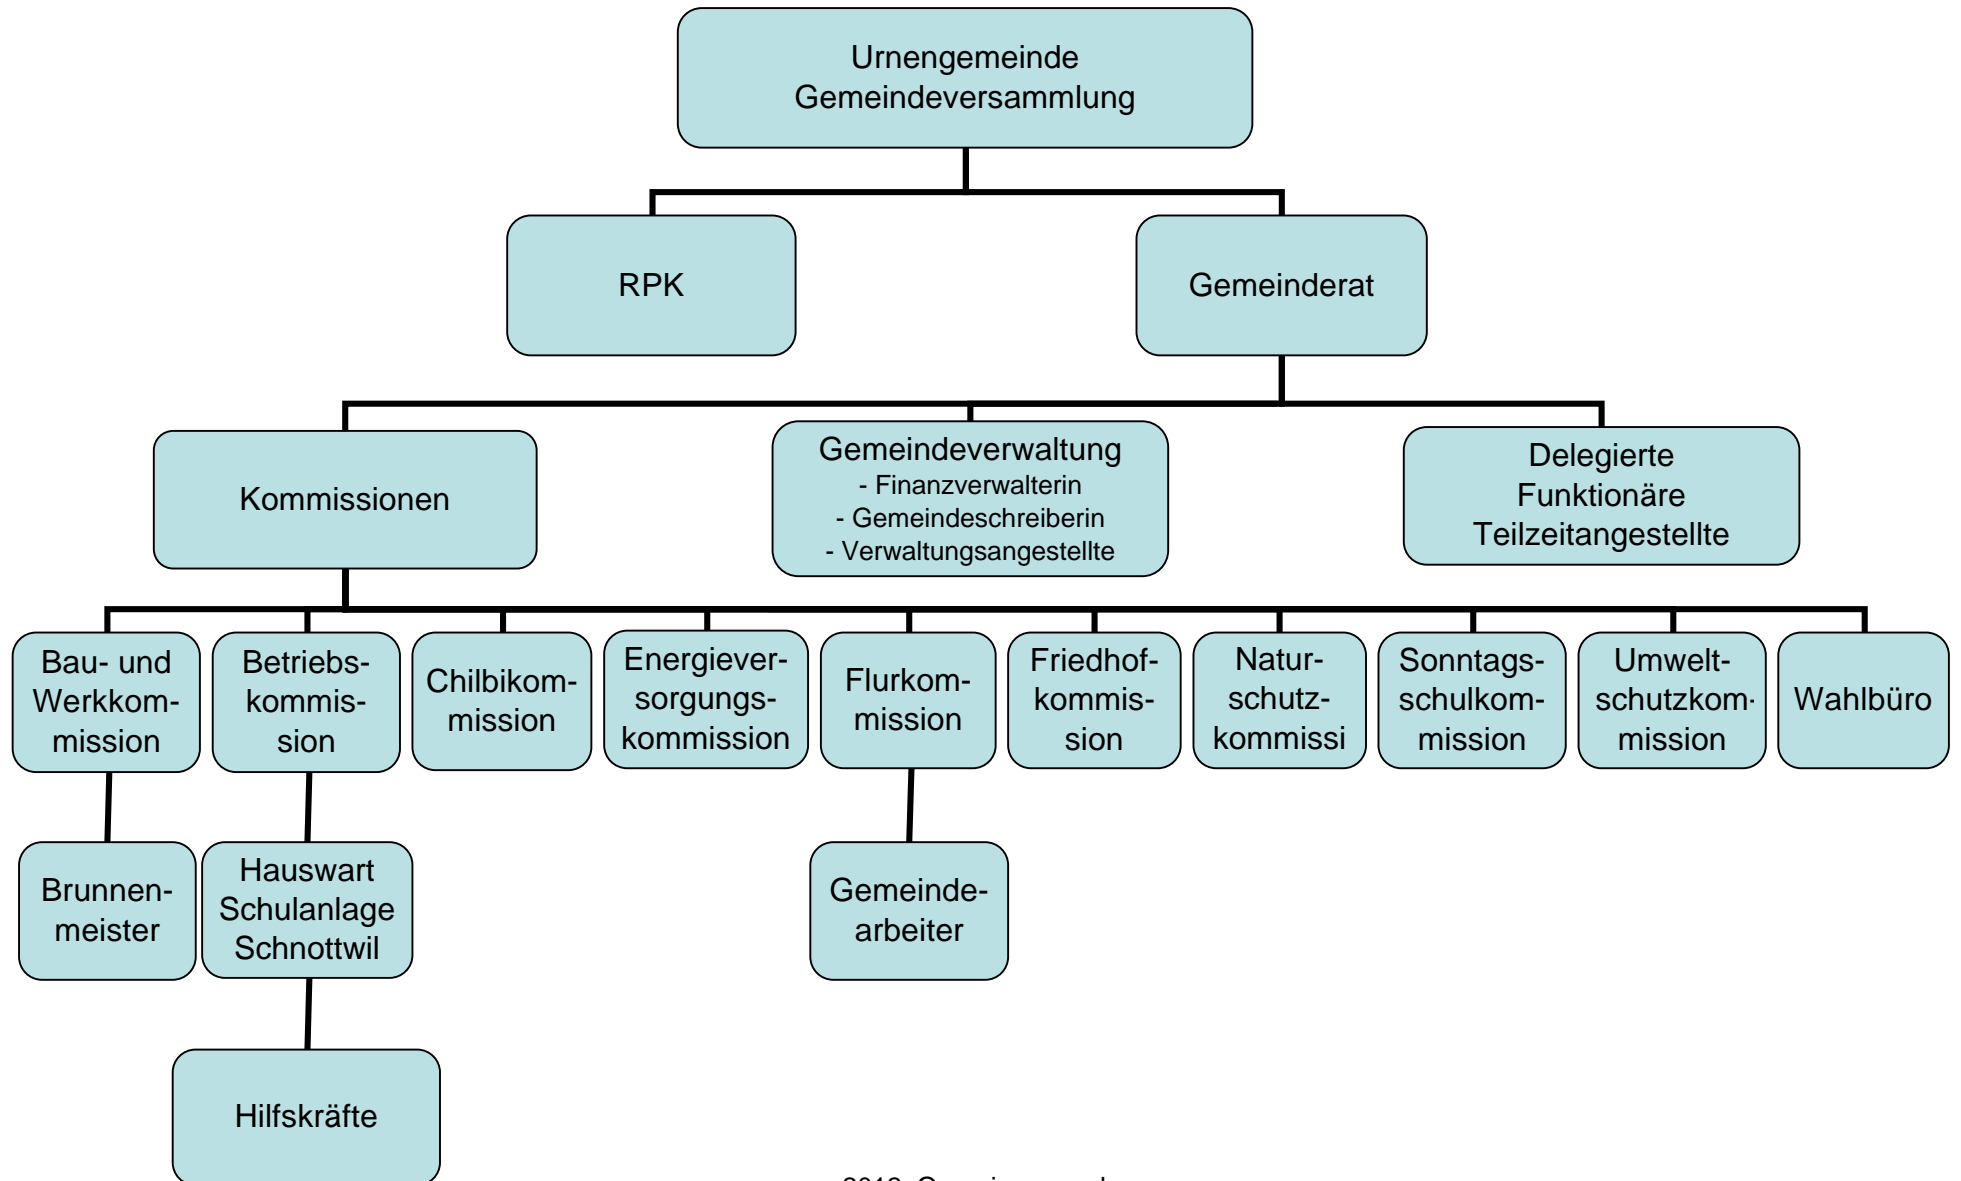 Urnengemeinde
Gemeindeversammlung
RPK
Gemeinderat
Kommissionen
Gemeindeverwaltung
- Finanzverwalterin
- Gemeindeschreiberin
- Verwaltungsangestellte
Delegierte
Funktionäre
Teilzeitangestellte
Bau- und
Werkkom-
mission
Betriebs-
kommis-
sion
Chilbikom-
mission
Energiever-
sorgungs-
kommission
Flurkom-
mission
Friedhof-
kommis-
sion
Natur-
schutz-
kommissi
Sonntags-
schulkom-
mission
Umwelt-
schutzkom-
mission
Wahlbüro
Brunnen-
meister
Hauswart
Schulanlage
Schnottwil
Gemeinde-
arbeiter
Hilfskräfte